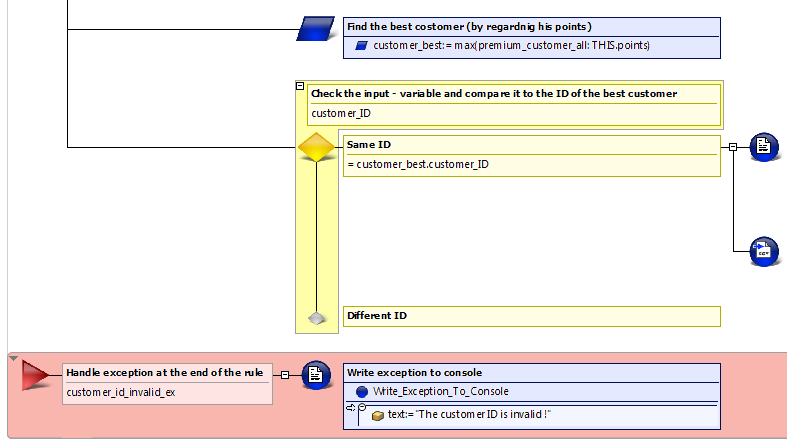 Find the best costomer (by regardnig his points)
customer_best:= max(premium_customer_all: THIS.points)
Check the input - variable and compare it to the ID of the best customer
customer_ID
Same ID
= customer_best.customer_ID
Different ID
Handle exception at the end of the rule
customer_id_invalid_ex
Write exception to console
Write_Exception_To_Console
text:= "The customer ID is invalid !"